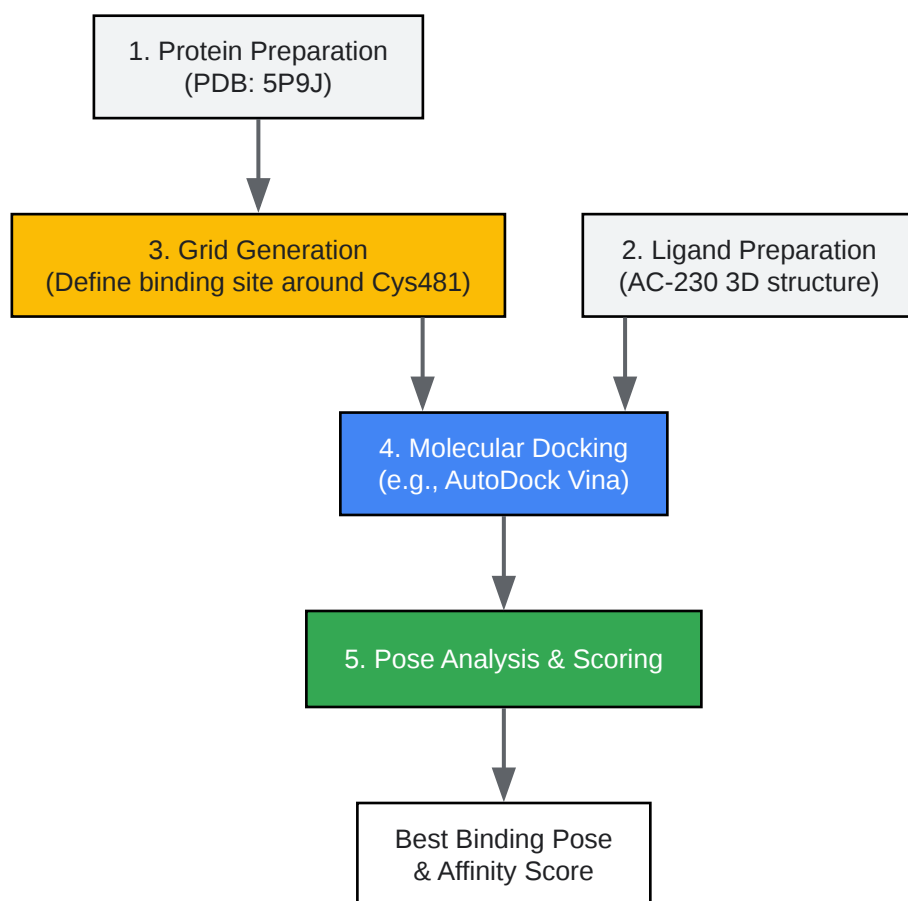 1. Protein Preparation
(PDB: 5P9J)
3. Grid Generation
(Define binding site around Cys481)
2. Ligand Preparation
(AC-230 3D structure)
4. Molecular Docking
(e.g., AutoDock Vina)
5. Pose Analysis & Scoring
Best Binding Pose
& Affinity Score